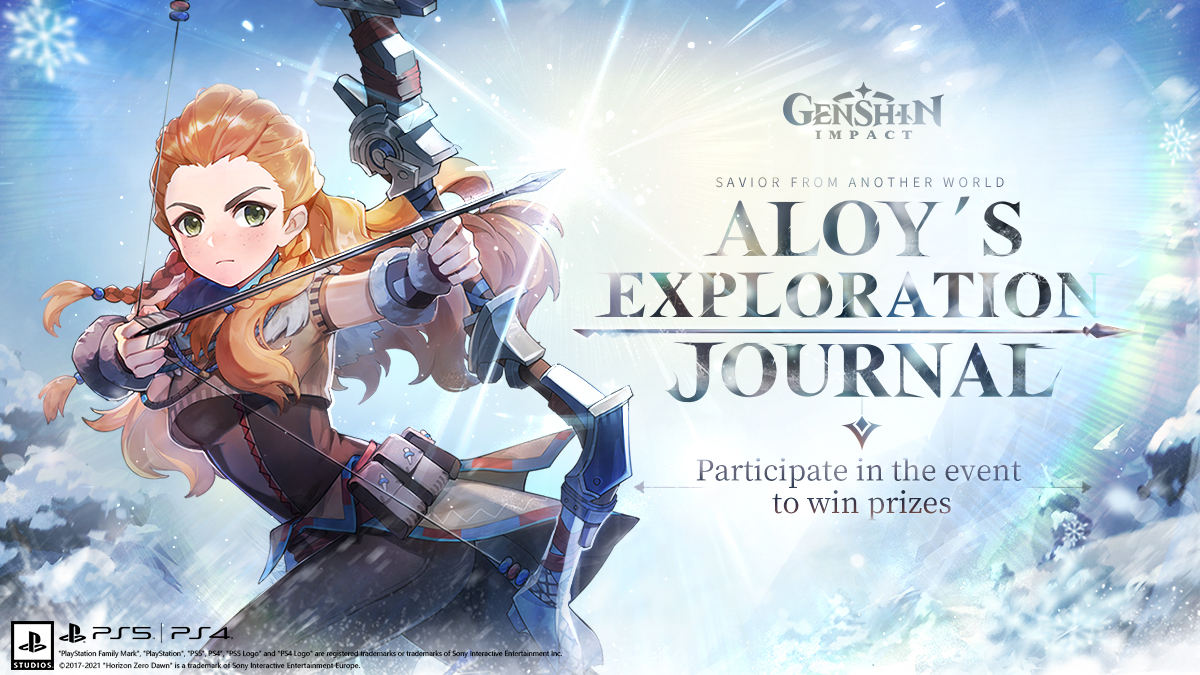 GENSHIN
IMPACT
SAVIOR FROM ANOTHER WORLD
ALOY´S
EXPLORATION
JOURNAL
Participate in the event
to win prizes
PS5 | PS4
STUDIOS
"PlayStation Family Mark", "PlayStation", "PS5", PS4", "PS5 Logo" and "PS4 Logo" are registered trademarks or trademarks of Sony Interactive Entertainment Inc.
©2017-2021 "Horizon Zero Dawn" is a trademark of Sony Interactive Entertainment Europe.